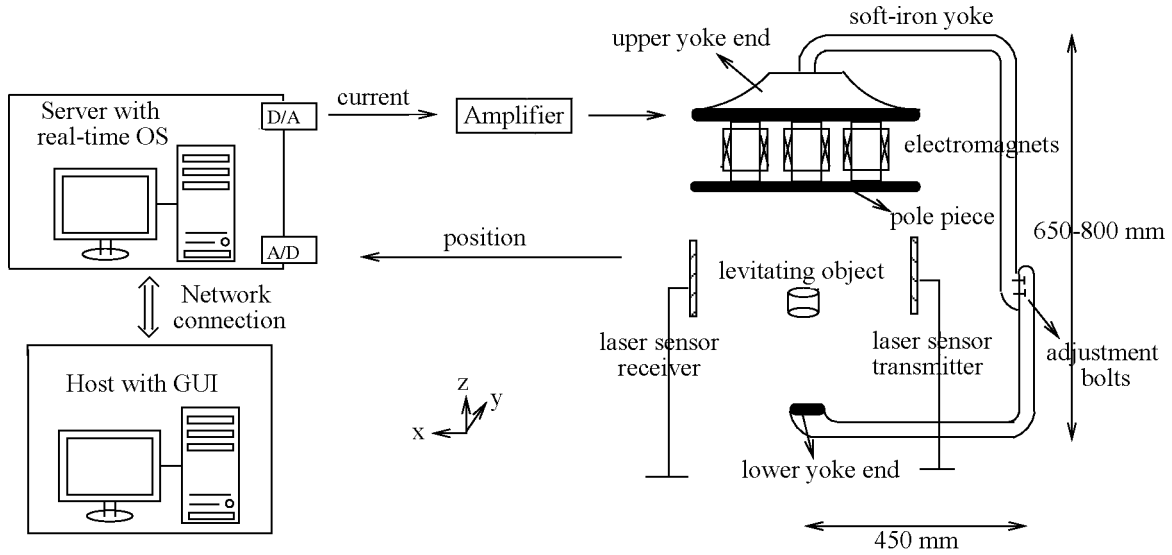 soft-iron yoke
upper yoke end
Server with
real-time OS
D/A
current
Amplifier
electromagnets
pole piece
650-800 mm
A/D
position
levitating object
Network
connection
laser sensor
receiver
laser sensor
transmitter
adjustment
bolts
Host with GUI
z
y
x
lower yoke end
450 mm